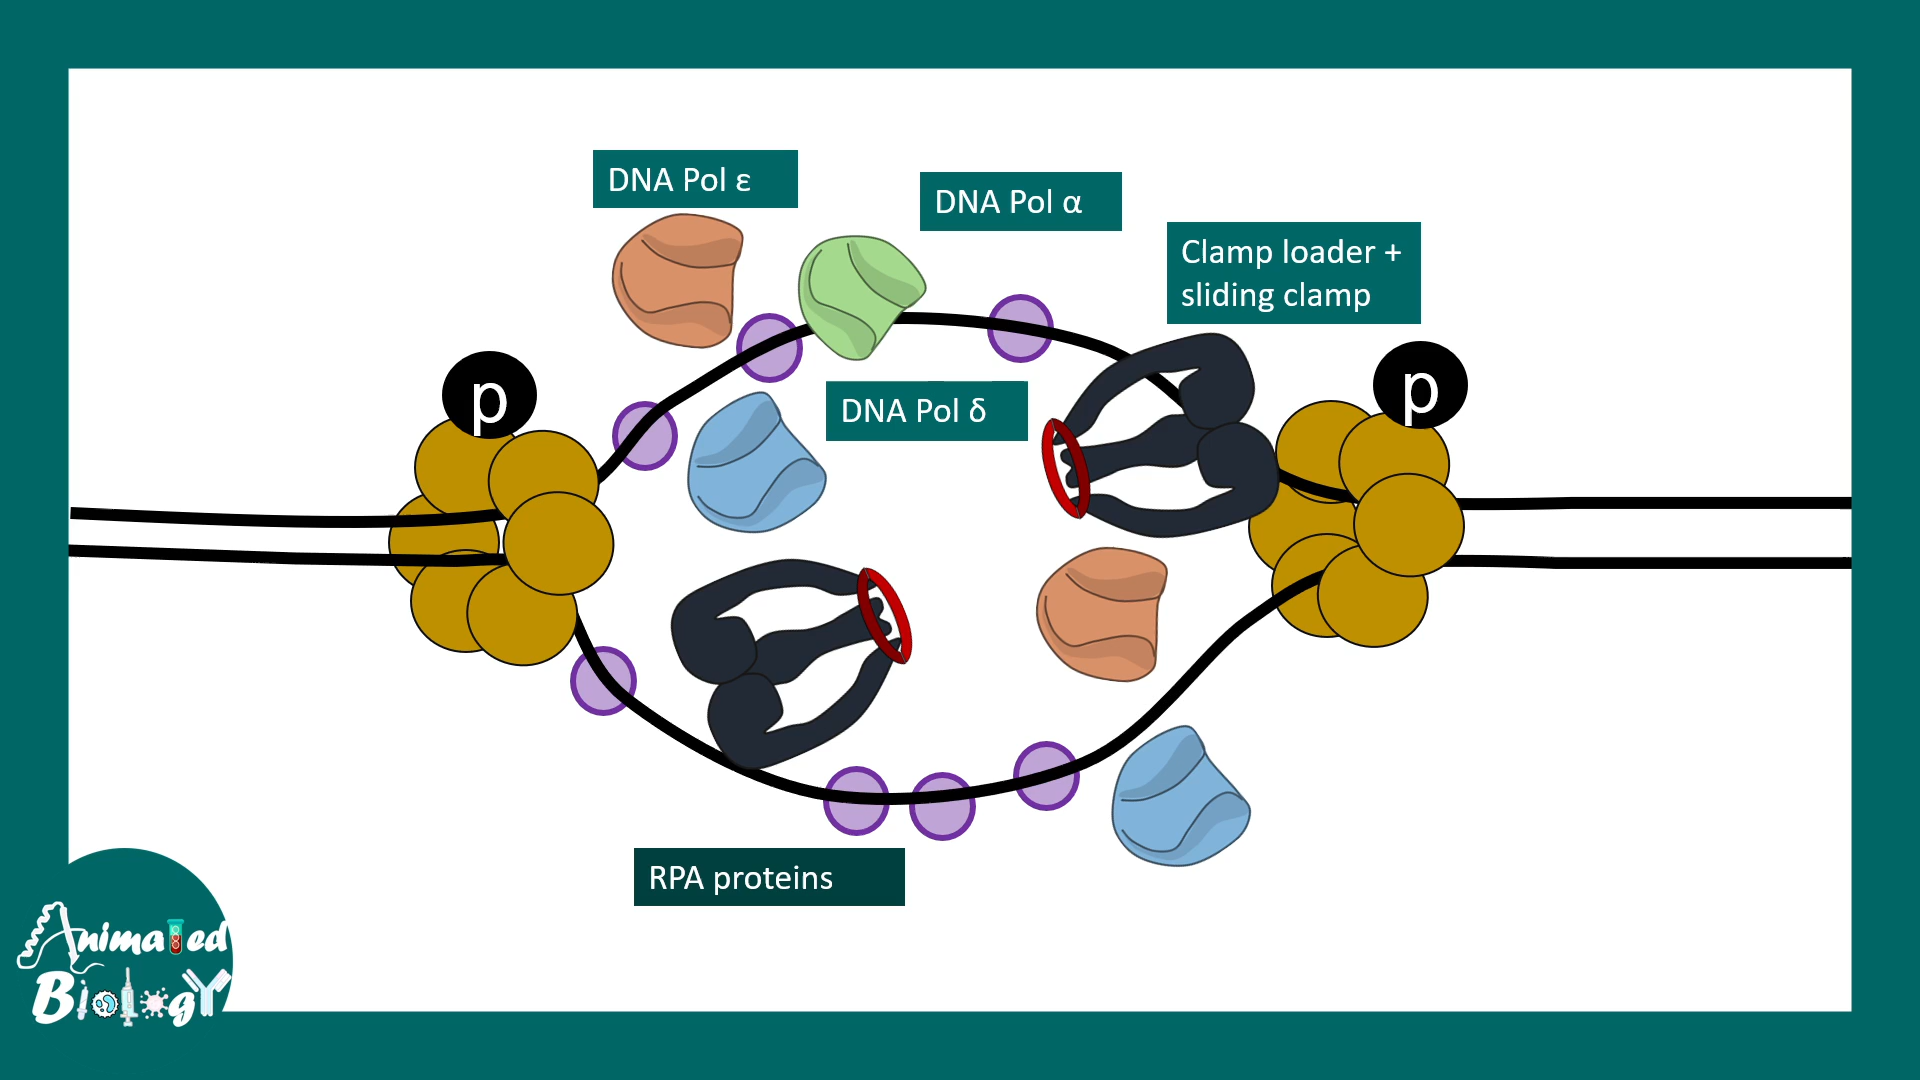 DNA Pol ε
DNA Pol α
Clamp loader +
sliding clamp
p
p
DNA Pol δ
RPA proteins
Animated
Biology